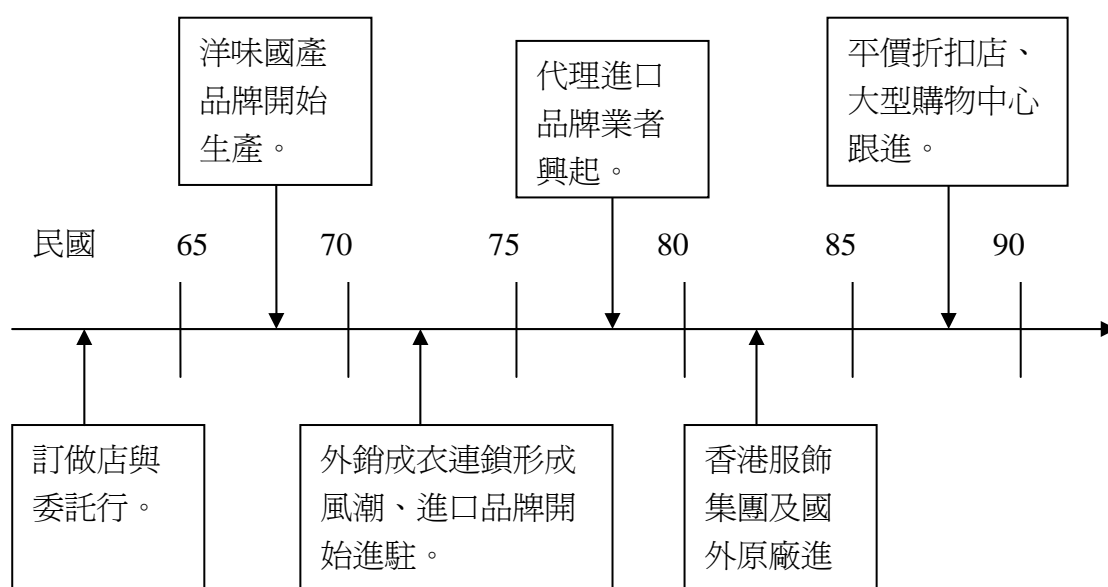 洋味國產
品牌開始
生產。
代理進口
品牌業者
興起。
平價折扣店、
大型購物中心
跟進。
民國 65 70 75 80 85 90
訂做店與
委託行。
外銷成衣連鎖形成
風潮、進口品牌開
始進駐。
香港服飾
集團及國
外原廠進